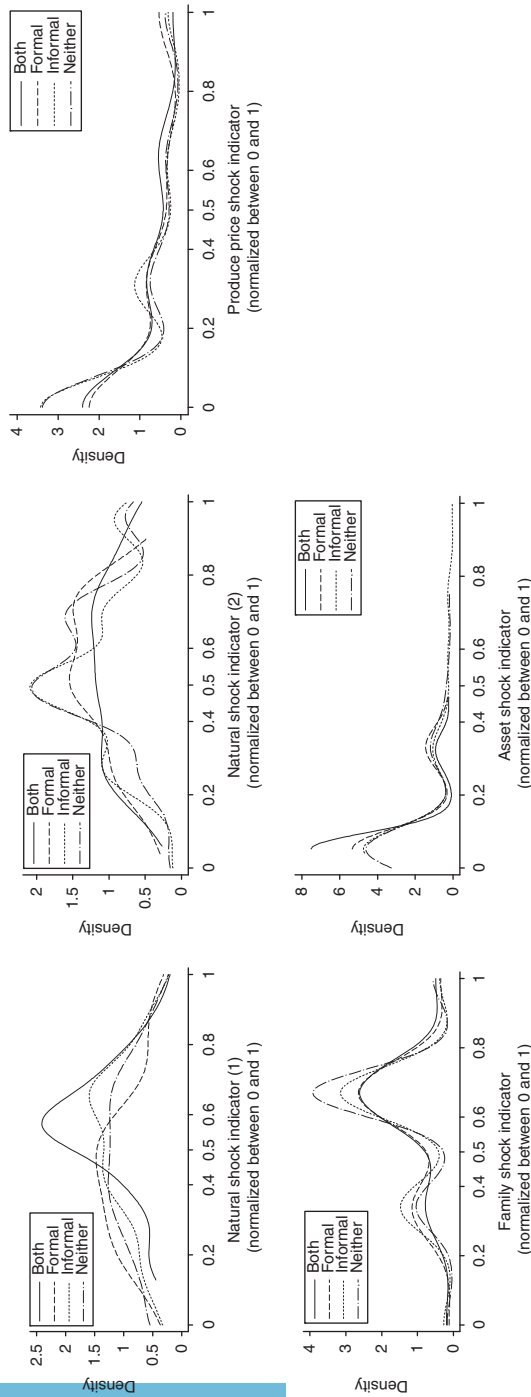 Density
2.5
2
1.5
1
0.5
0
0.2
0.4
0.6
0.8
1
Natural shock indicator (1)
(normalized between 0 and 1)
Both
Formal
Informal
Neither
Density
2
1.5
1
0.5
0
0
0.2
0.4
0.6
0.8
1
Natural shock indicator (2)
(normalized between 0 and 1)
Both
Formal
Informal
Neither
Density
4
3
2
1
0
0
0.2
0.4
0.6
0.8
1
Produce price shock indicator
(normalized between 0 and 1)
Both
Formal
Informal
Neither
Density
4
3
2
1
0
0
0.2
0.4
0.5
0.8
1
Family shock indicator
(normalized between 0 and 1)
Both
Formal
Informal
Neither
Density
8
6
4
2
0
0
0.2
0.4
0.5
0.8
1
Asset shock indicator
(normalized between 0 and 1)
Both
Formal
Informal
Neither